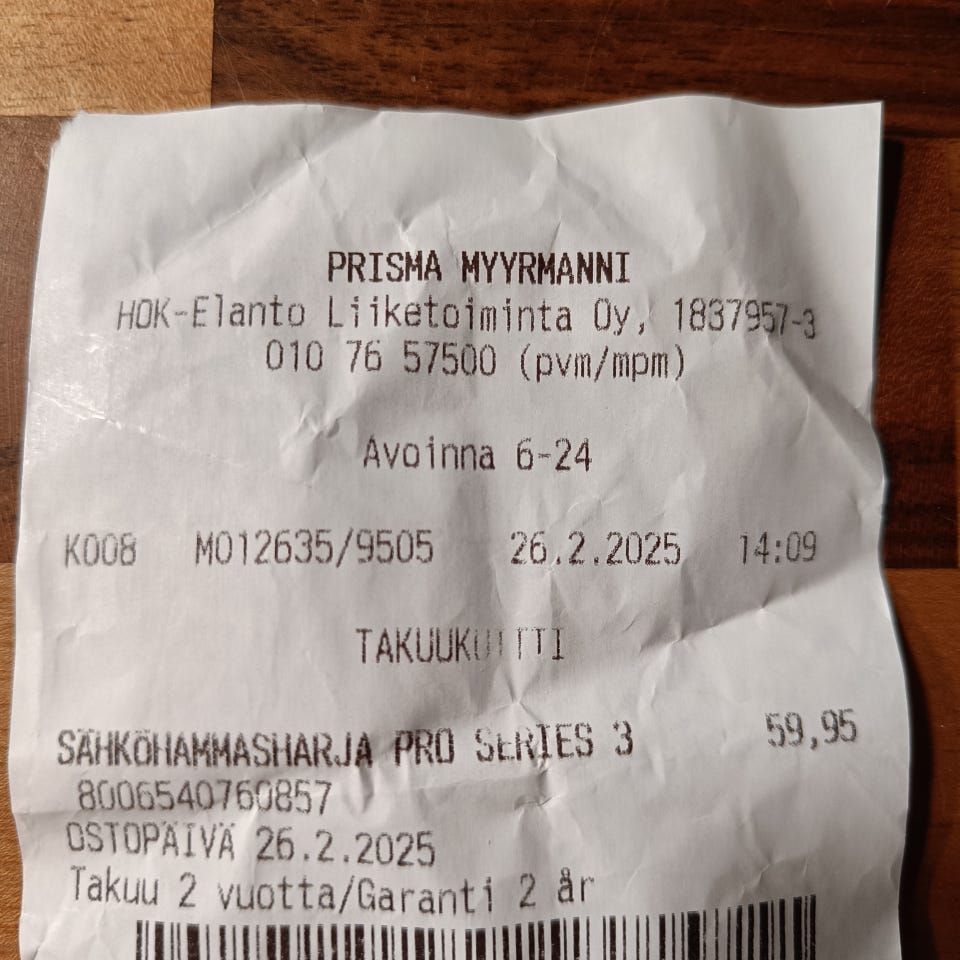 PRISMA MYYRMANNI
HOK-Elanto Liiketoiminta Oy, 1837957-3
010 76 57500 (pvm/mpm)
Avoinna 6-24
K008 M012635/9505 26.2.2025 14:09
TAKUUKUITTI
SÄHKÖHAMMASHARJA PRO SERIES 3 59,95
8006540760857
OSTOPÄIVÄ 26.2.2025
Takuu 2 vuotta/Garanti 2 år